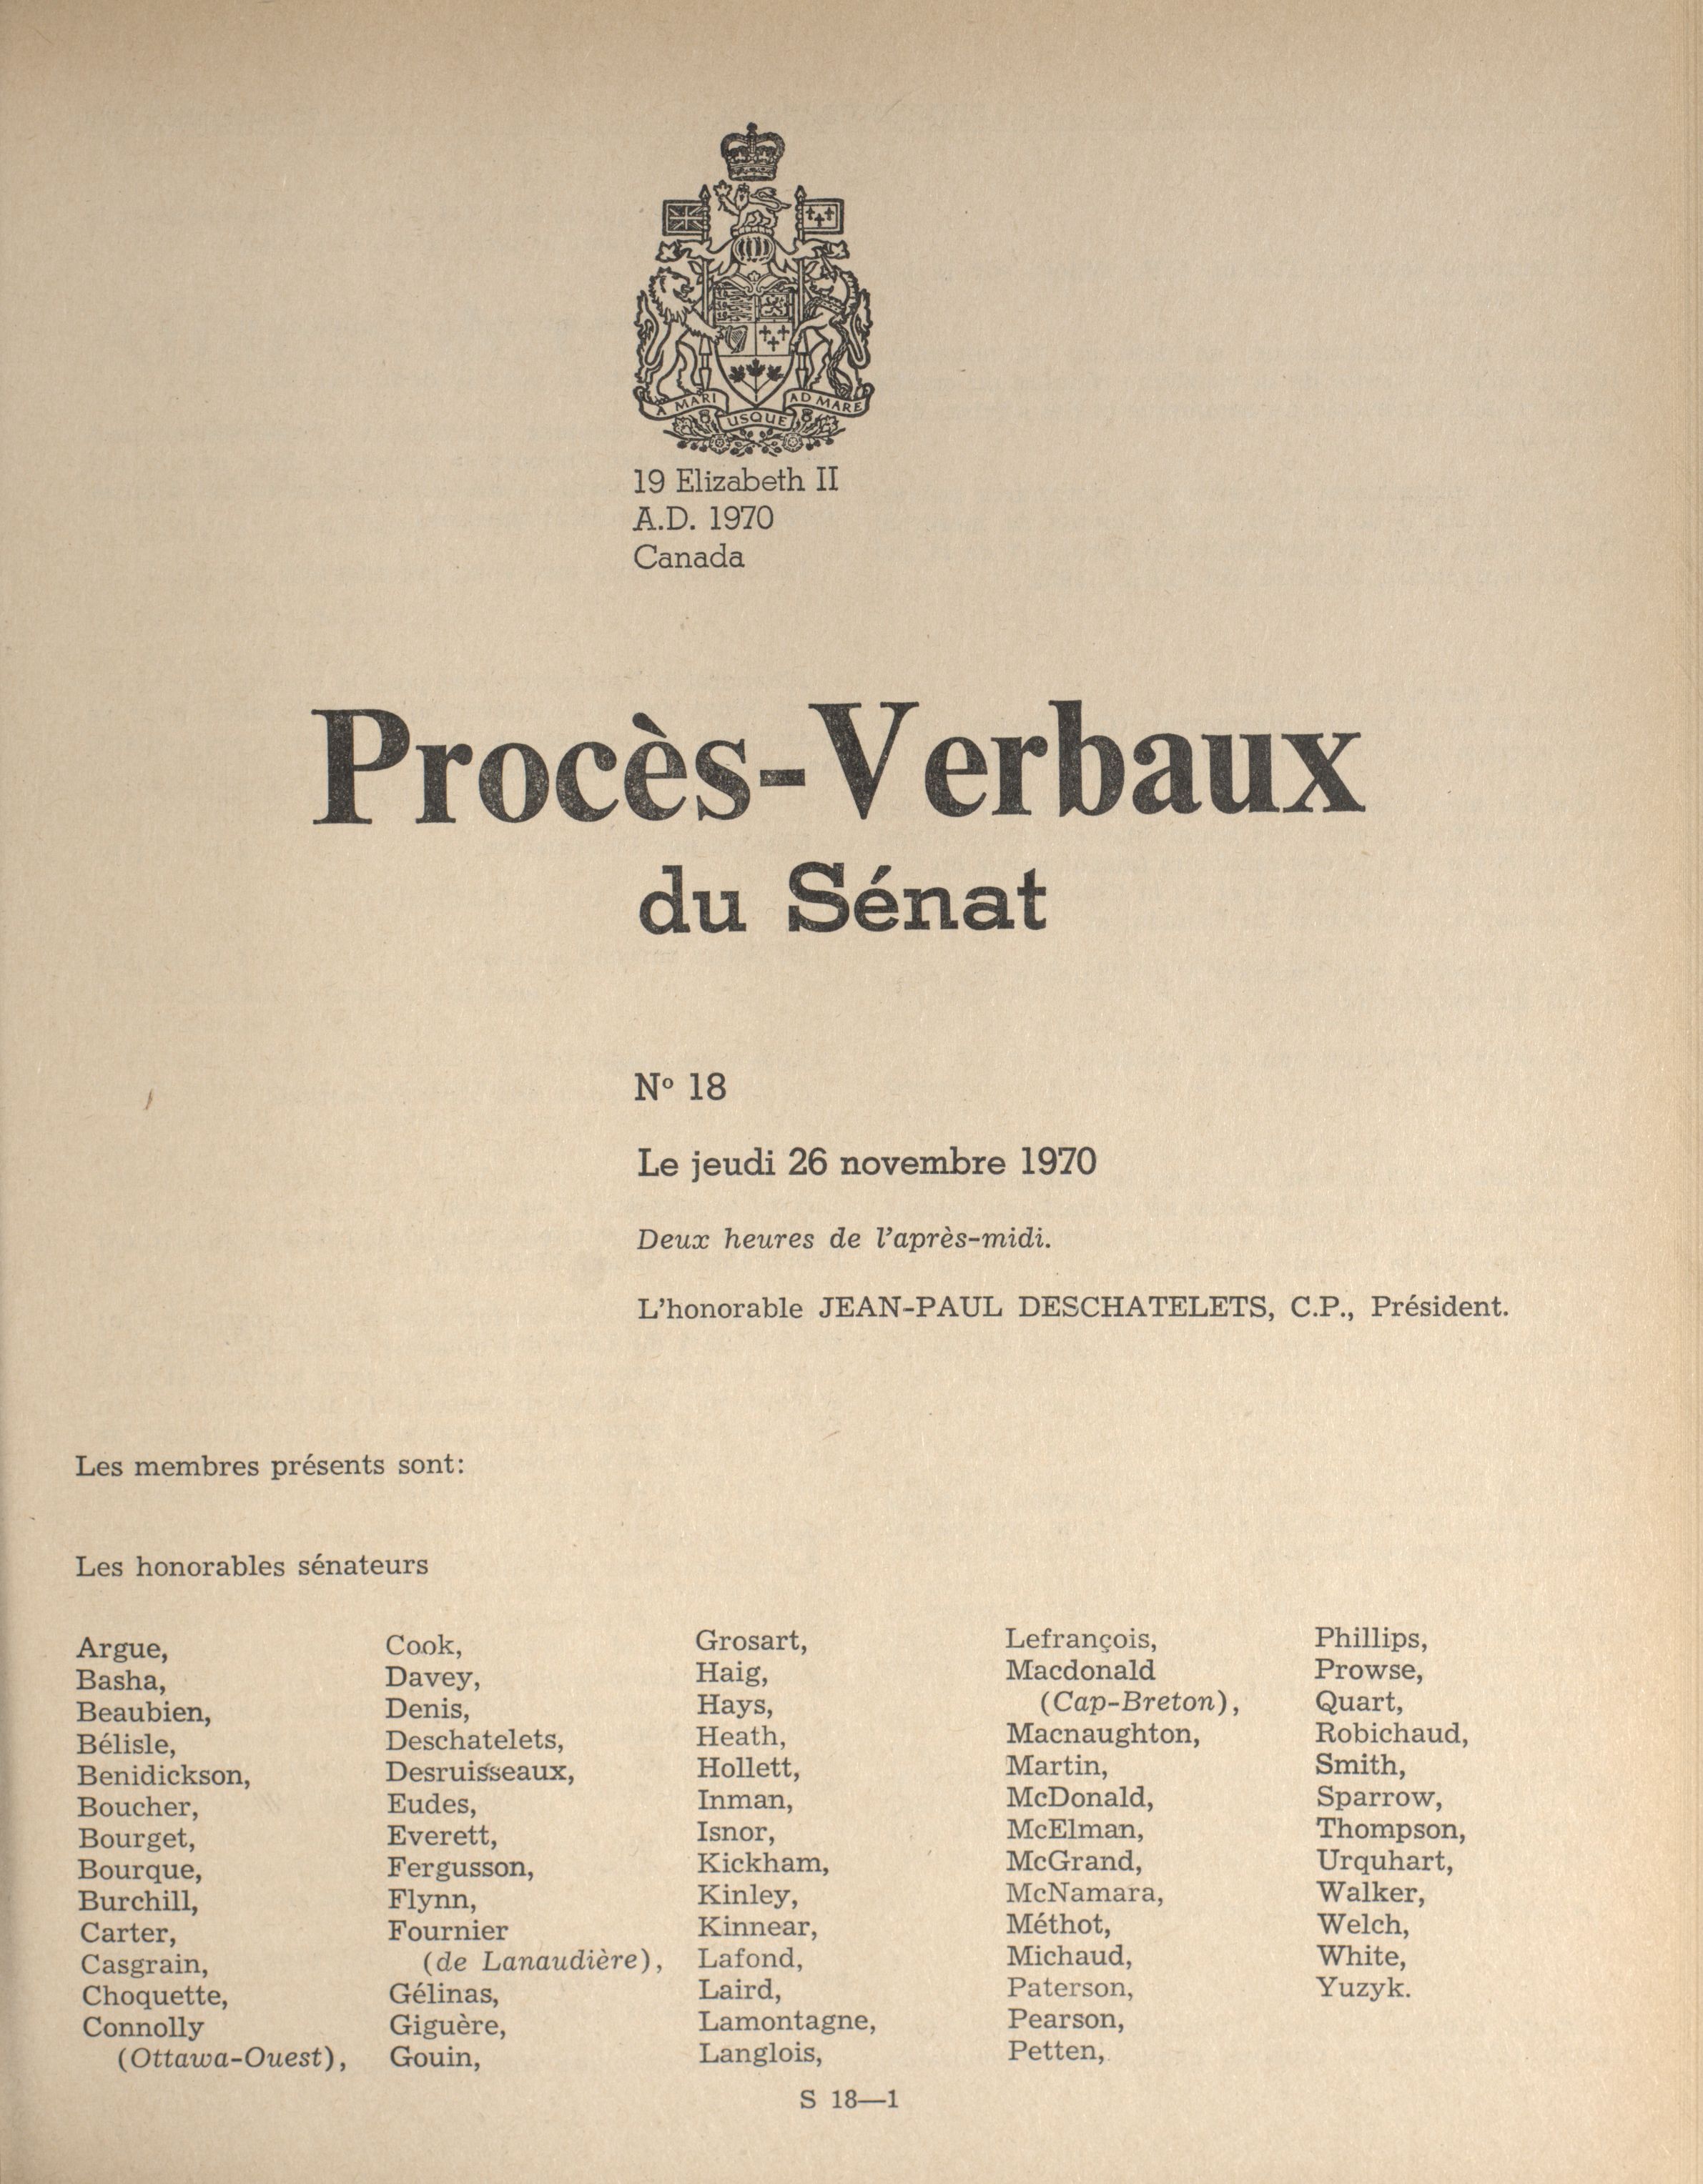 A MARI USQUE AD MARE
19 Elizabeth II
A.D. 1970
Canada
Procès-Verbaux
du Sénat
Nº 18
Le jeudi 26 novembre 1970
Deux heures de l'après-midi.
L'honorable JEAN-PAUL DESCHATELETS, C.P., Président.
Les membres présents sont:
Les honorables sénateurs
Argue,
Basha,
Beaubien,
Bélisle,
Benidickson,
Boucher,
Bourget,
Bourque,
Burchill,
Carter,
Casgrain,
Choquette,
Connolly
(Ottawa-Ouest),
Cook,
Davey,
Denis,
Deschatelets,
Desruisseaux,
Eudes,
Everett,
Fergusson,
Flynn,
Fournier
(de Lanaudière),
Gélinas,
Giguère,
Gouin,
Grosart,
Haig,
Hays,
Heath,
Hollett,
Inman,
Isnor,
Kickham,
Kinley,
Kinnear,
Lafond,
Laird,
Lamontagne,
Langlois,
Lefrançois,
Macdonald
(Cap-Breton),
Macnaughton,
Martin,
McDonald,
McElman,
McGrand,
McNamara,
Méthot,
Michaud,
Paterson,
Pearson,
Petten,
Phillips,
Prowse,
Quart,
Robichaud,
Smith,
Sparrow,
Thompson,
Urquhart,
Walker,
Welch,
White,
Yuzyk.
S 18—1